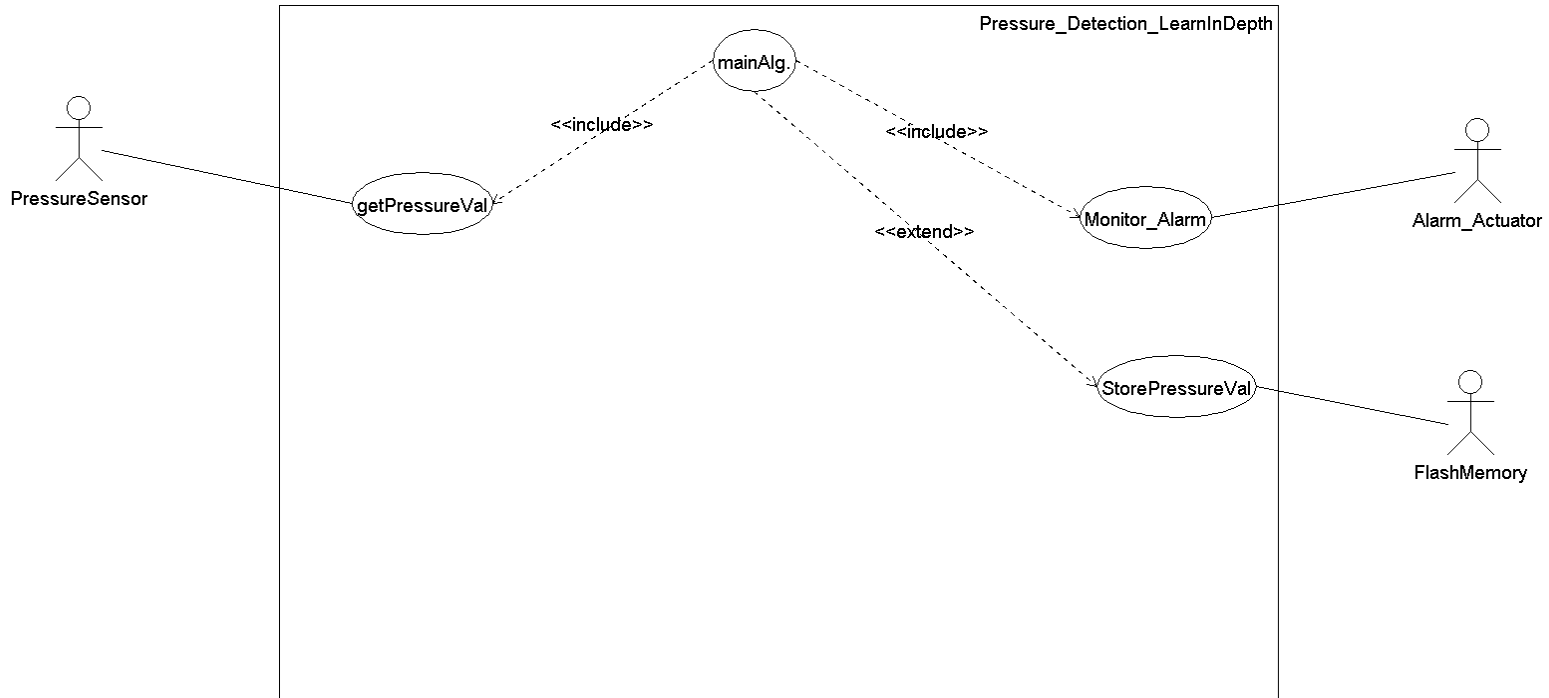 Pressure_Detection_LearnInDepth
mainAlg.
<<include>>
<<include>>
PressureSensor
getPressureVal
Monitor_Alarm
Alarm_Actuator
<<extend>>
StorePressureVal
FlashMemory